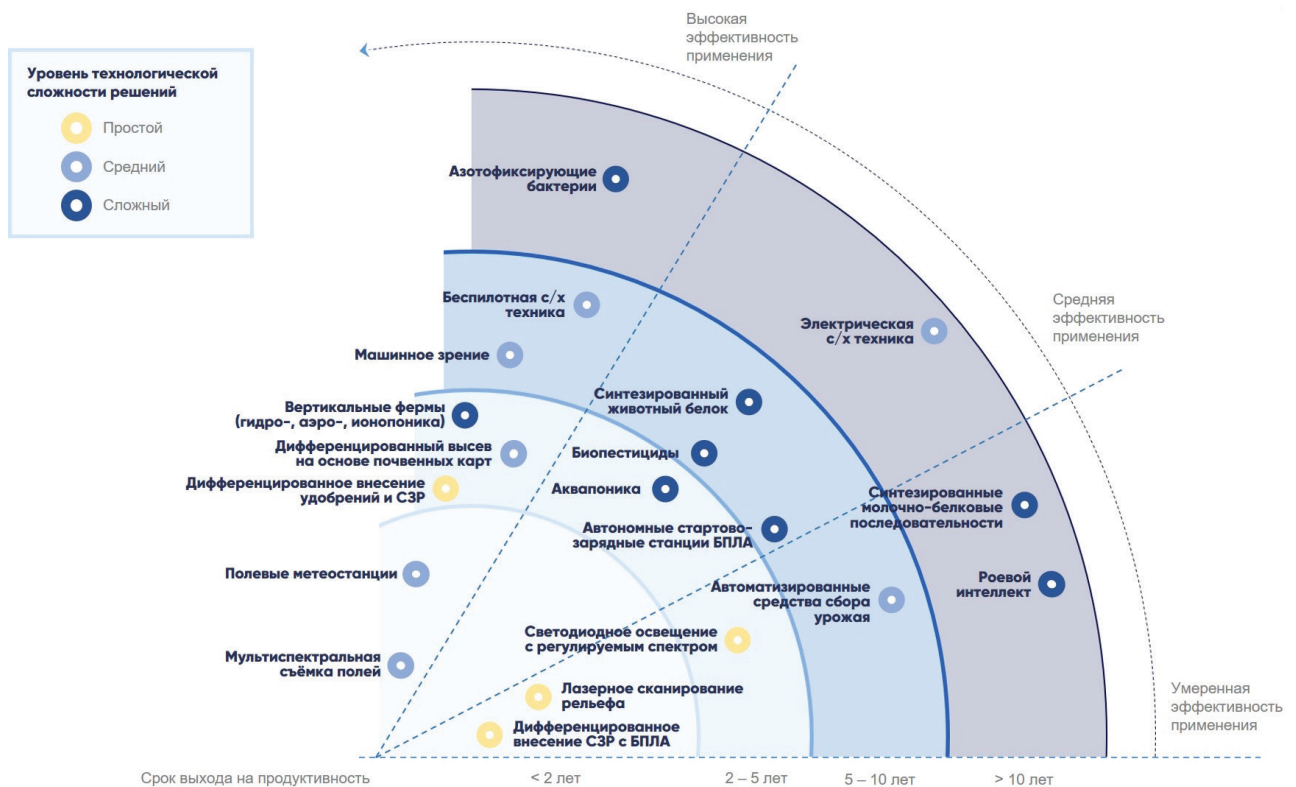 Высокая
эффективность
применения
Уровень технологической
сложности решений
Простой
Средний
Сложный
Азотофиксирующие
бактерии
Беспилотная с/х
техника
Средняя
эффективность
применения
Электрическая
с/х техника
Машинное зрение
Синтезированный
животный белок
Вертикальные фермы
(гидро-, аэро-, ионопоника)
Дифференцированный высев
на основе почвенных карт
Биопестициды
Дифференцированное внесение
удобрений и СЗР
Аквапоника
Синтезированные
молочно-белковые
последовательности
Автономные стартово-
зарядные станции БПЛА
Полевые метеостанции
Роевой
интеллект
Автоматизированные
средства сбора
урожая
Светодиодное освещение
с регулируемым спектром
Мультиспектральная
съёмка полей
Лазерное сканирование
рельефа
Умеренная
эффективность
применения
Дифференцированное
внесение СЗР с БПЛА
Срок выхода на продуктивность
< 2 лет
2 – 5 лет
5 – 10 лет
> 10 лет